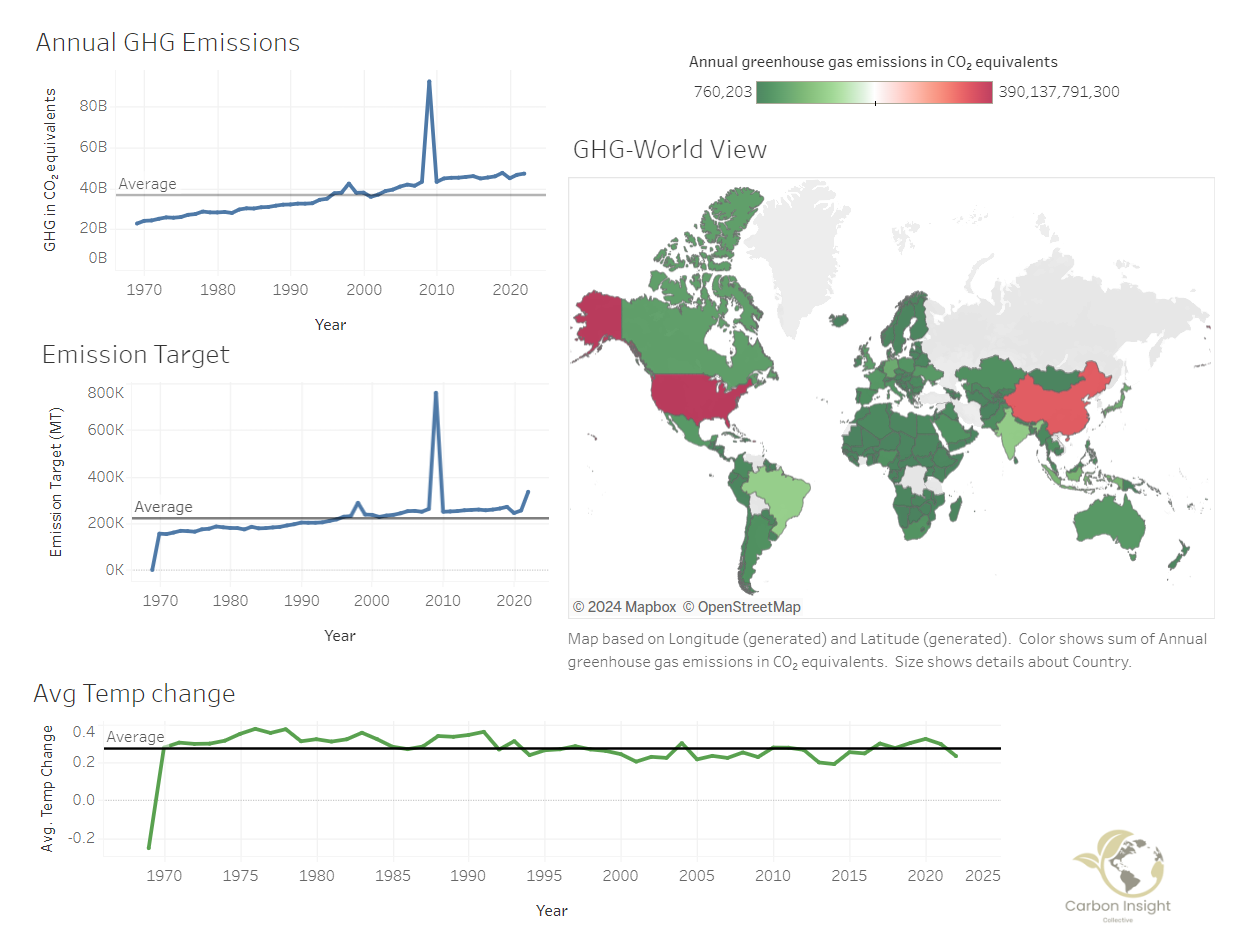 Annual GHG Emissions
GHG in CO₂ equivalents
80B
60B
40B
20B
0B
Average
1970 1980 1990 2000 2010 2020
Year
Emission Target
Emission Target (MT)
800K
600K
400K
200K
0K
Average
1970 1980 1990 2000 2010 2020
Year
Annual greenhouse gas emissions in CO₂ equivalents
760,203 390,137,791,300
GHG-World View
© 2024 Mapbox © OpenStreetMap
Map based on Longitude (generated) and Latitude (generated). Color shows sum of Annual
greenhouse gas emissions in CO₂ equivalents. Size shows details about Country.
Avg Temp change
Avg. Temp Change
0.4
0.2
0.0
-0.2
Average
1970 1975 1980 1985 1990 1995 2000 2005 2010 2015 2020 2025
Year
Carbon Insight
Collective